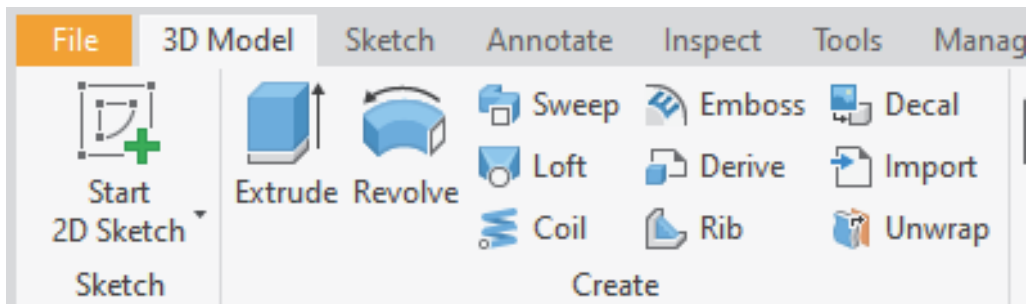 File 3D Model Sketch Annotate Inspect Tools Manag
Start
2D Sketch
Sketch
Extrude Revolve
Sweep Emboss Decal
Loft Derive Import
Coil Rib Unwrap
Create